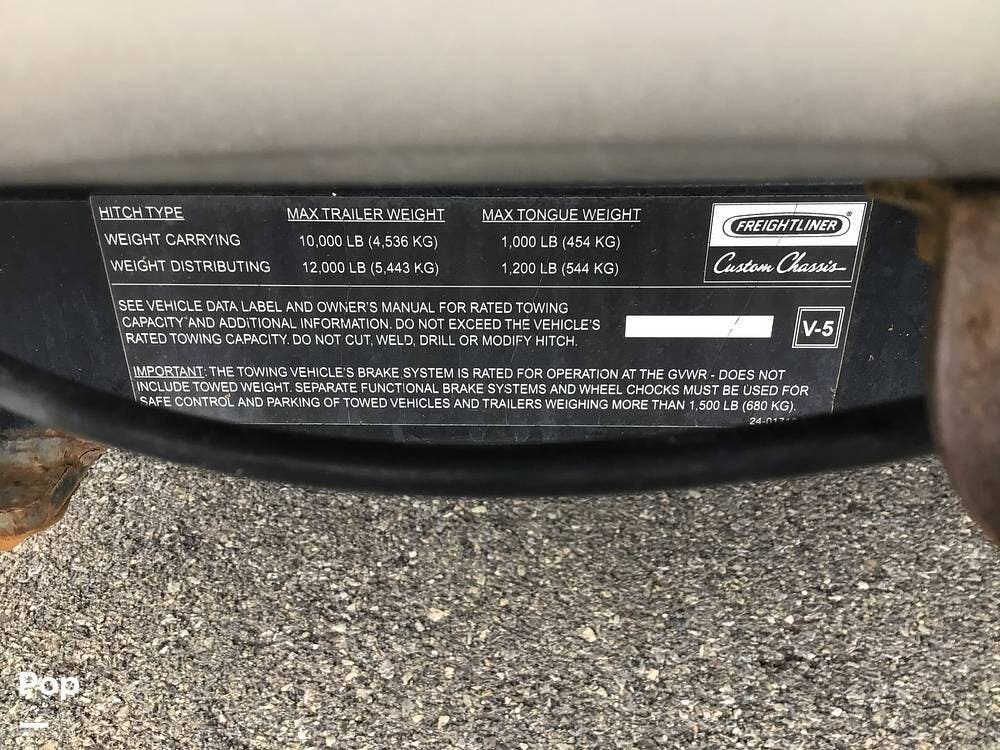 HITCH TYPE MAX TRAILER WEIGHT MAX TONGUE WEIGHT
WEIGHT CARRYING 10,000 LB (4,536 KG) 1,000 LB (454 KG)
WEIGHT DISTRIBUTING 12,000 LB (5,443 KG) 1,200 LB (544 KG)
FREIGHTLINER®
Custom Chassis
SEE VEHICLE DATA LABEL AND OWNER'S MANUAL FOR RATED TOWING
CAPACITY AND ADDITIONAL INFORMATION. DO NOT EXCEED THE VEHICLE'S
RATED TOWING CAPACITY. DO NOT CUT, WELD, DRILL OR MODIFY HITCH.
V-5
IMPORTANT: THE TOWING VEHICLE'S BRAKE SYSTEM IS RATED FOR OPERATION AT THE GVWR - DOES NOT
INCLUDE TOWED WEIGHT. SEPARATE FUNCTIONAL BRAKE SYSTEMS AND WHEEL CHOCKS MUST BE USED FOR
SAFE CONTROL AND PARKING OF TOWED VEHICLES AND TRAILERS WEIGHING MORE THAN 1,500 LB (680 KG).
Pop